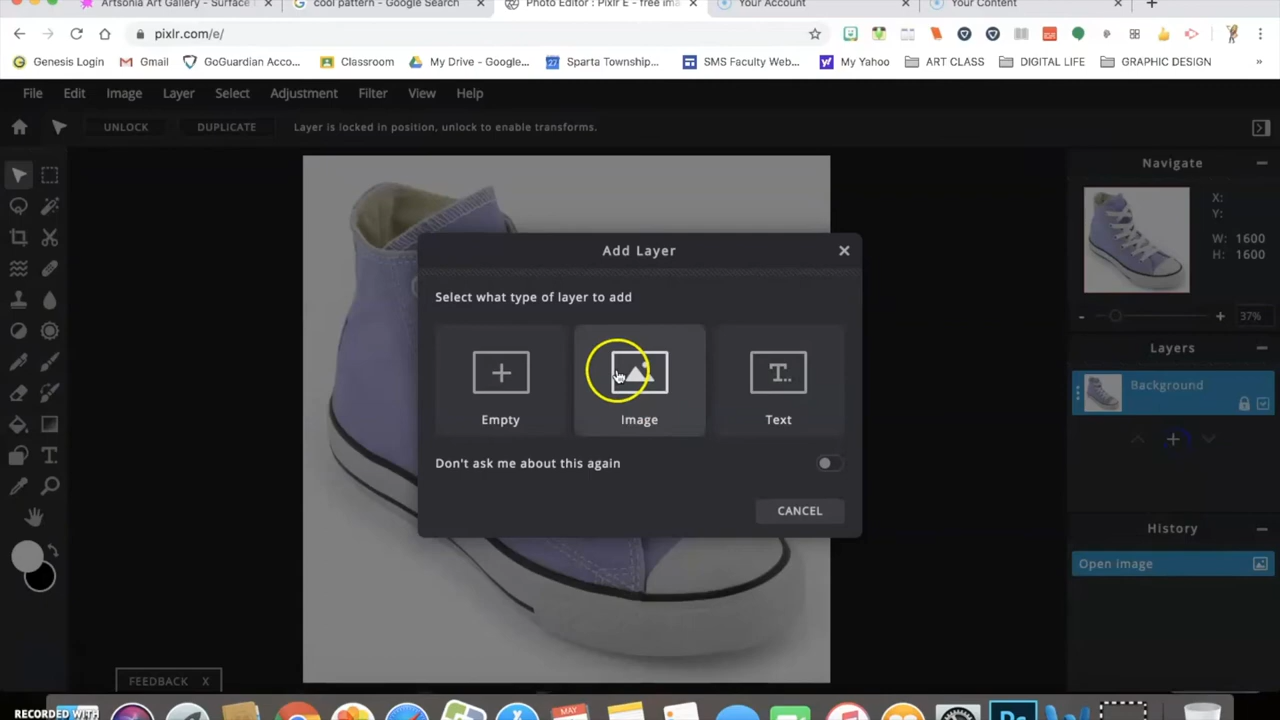 Artsonia Art Gallery - Surface
cool pattern - Google Search
Photo Editor : Pixlr E - free ima
Your Account
Your Content
pixlr.com/e/
Genesis Login
Gmail
GoGuardian Acco...
Classroom
My Drive - Google...
Sparta Township...
SMS Faculty Web...
My Yahoo
ART CLASS
DIGITAL LIFE
GRAPHIC DESIGN
»
File Edit Image Layer Select Adjustment Filter View Help
UNLOCK
DUPLICATE
Layer is locked in position, unlock to enable transforms.
Navigate
X:
Y:
W: 1600
H: 1600
37%
Add Layer
Select what type of layer to add
Empty
Image
T..
Text
Don't ask me about this again
CANCEL
Layers
Background
History
Open image
FEEDBACK X
RECORDED WITH
MAY